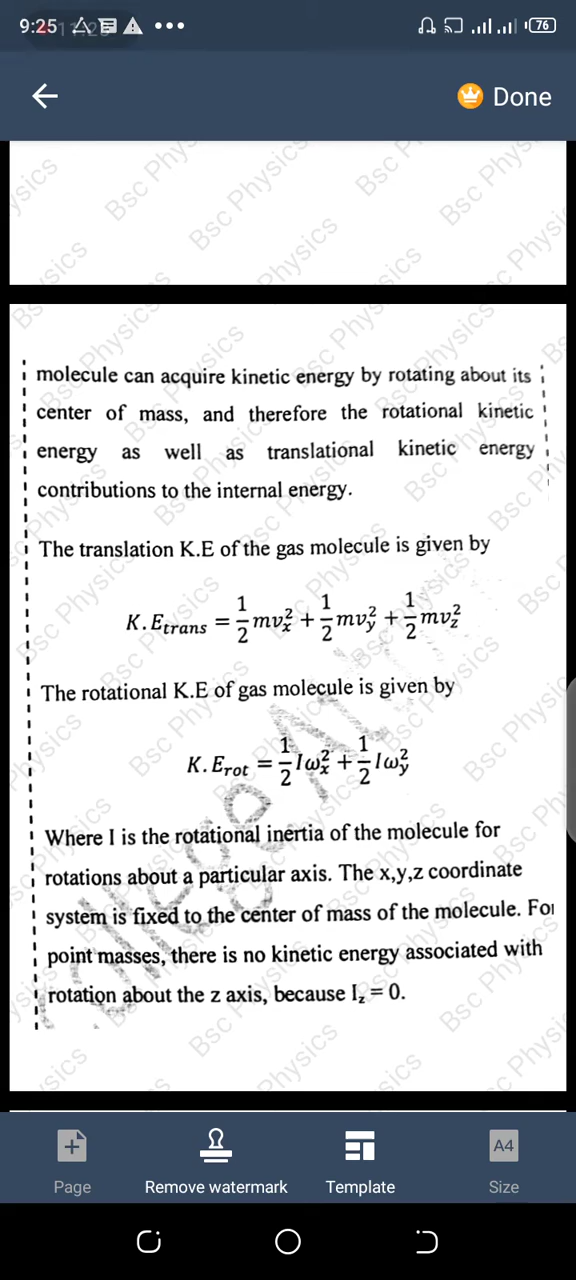 9:25
76
Done
molecule can acquire kinetic energy by rotating about its
center of mass, and therefore the rotational kinetic
energy as well as translational kinetic energy
contributions to the internal energy.
The translation K.E of the gas molecule is given by
K.E_trans = 1/2 mv_x^2 + 1/2 mv_y^2 + 1/2 mv_z^2
The rotational K.E of gas molecule is given by
K.E_rot = 1/2 Iω_x^2 + 1/2 Iω_y^2
Where I is the rotational inertia of the molecule for
rotations about a particular axis. The x,y,z coordinate
system is fixed to the center of mass of the molecule. For
point masses, there is no kinetic energy associated with
rotation about the z axis, because I_z = 0.
Bsc Physics
Page
Remove watermark
Template
A4
Size